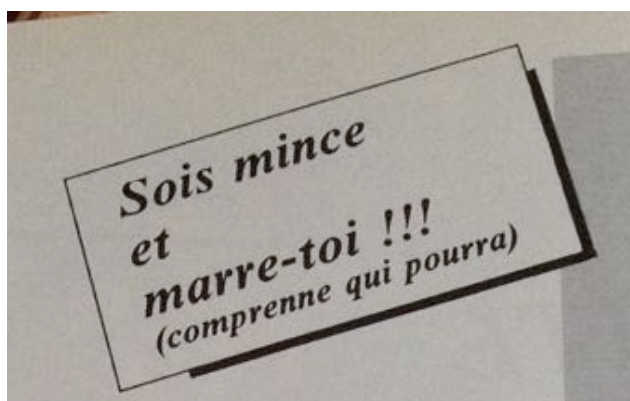 Sois mince
et
marre-toi !!!
(comprenne qui pourra)